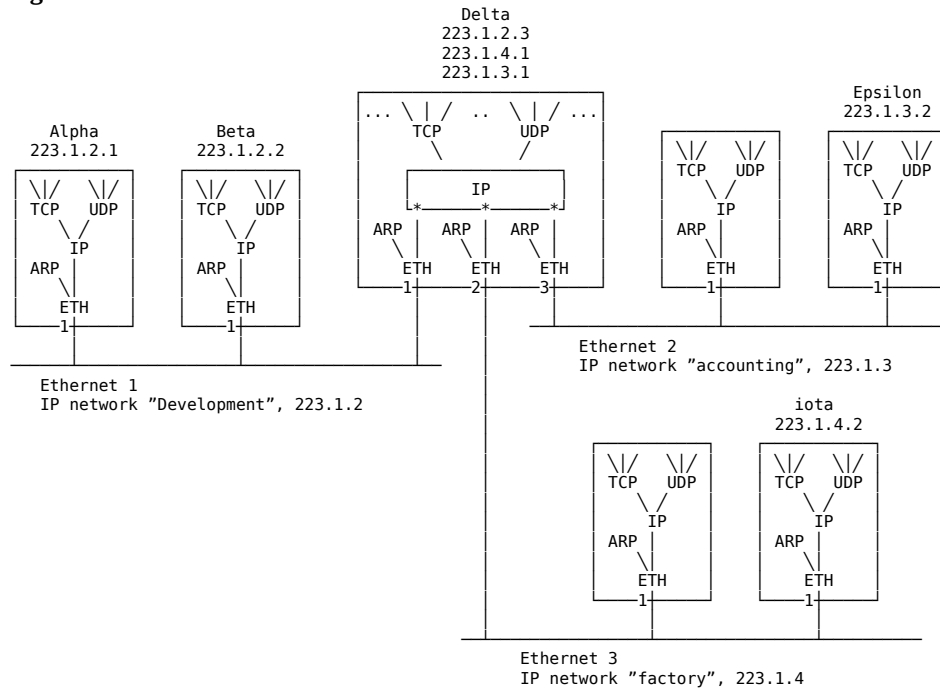 Delta
223.1.2.3
223.1.4.1
223.1.3.1
... \ | / .. \ | / ...
TCP UDP
IP
* * *
ARP ARP ARP
ETH ETH ETH
1 2 3
Alpha
223.1.2.1
TCP UDP
IP
ARP
ETH
1
Beta
223.1.2.2
TCP UDP
IP
ARP
ETH
1
TCP UDP
IP
ARP
ETH
1
Epsilon
223.1.3.2
TCP UDP
IP
ARP
ETH
1
Ethernet 2
IP network ”accounting”, 223.1.3
Ethernet 1
IP network ”Development”, 223.1.2
TCP UDP
IP
ARP
ETH
1
iota
223.1.4.2
TCP UDP
IP
ARP
ETH
1
Ethernet 3
IP network ”factory”, 223.1.4